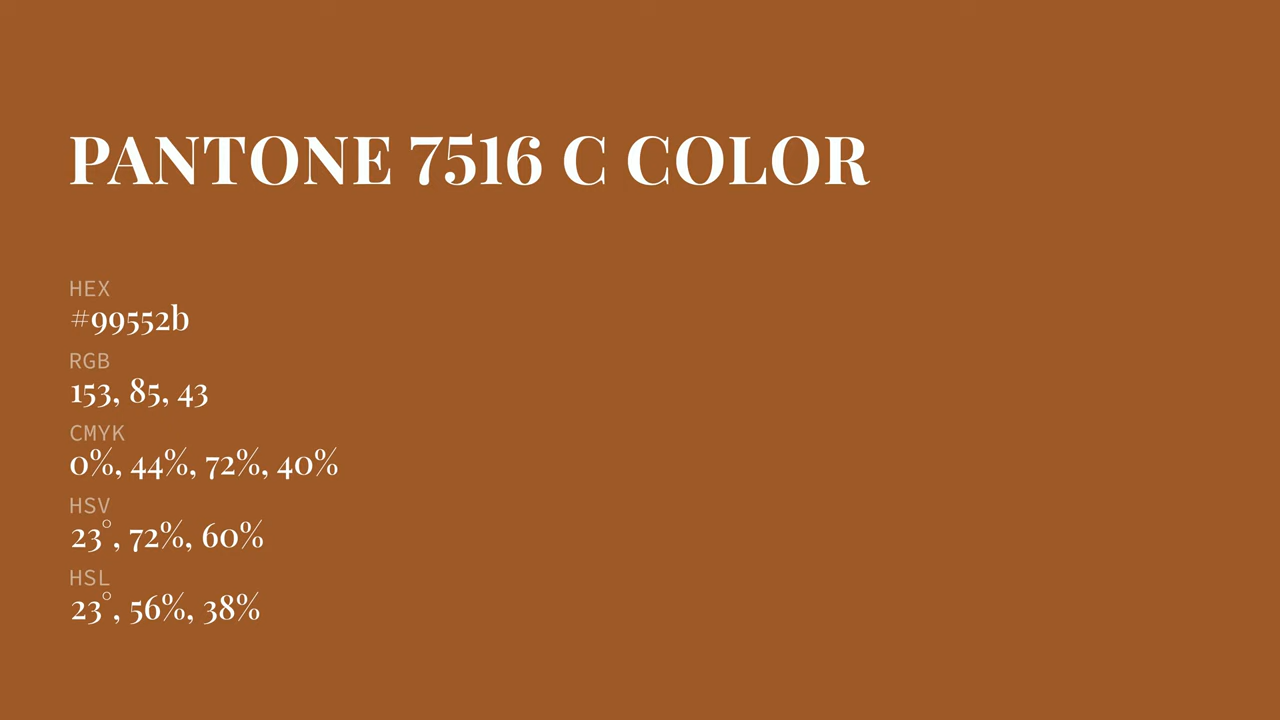 PANTONE 7516 C COLOR
HEX
#99552b
RGB
153, 85, 43
CMYK
0%, 44%, 72%, 40%
HSV
23°, 72%, 60%
HSL
23°, 56%, 38%